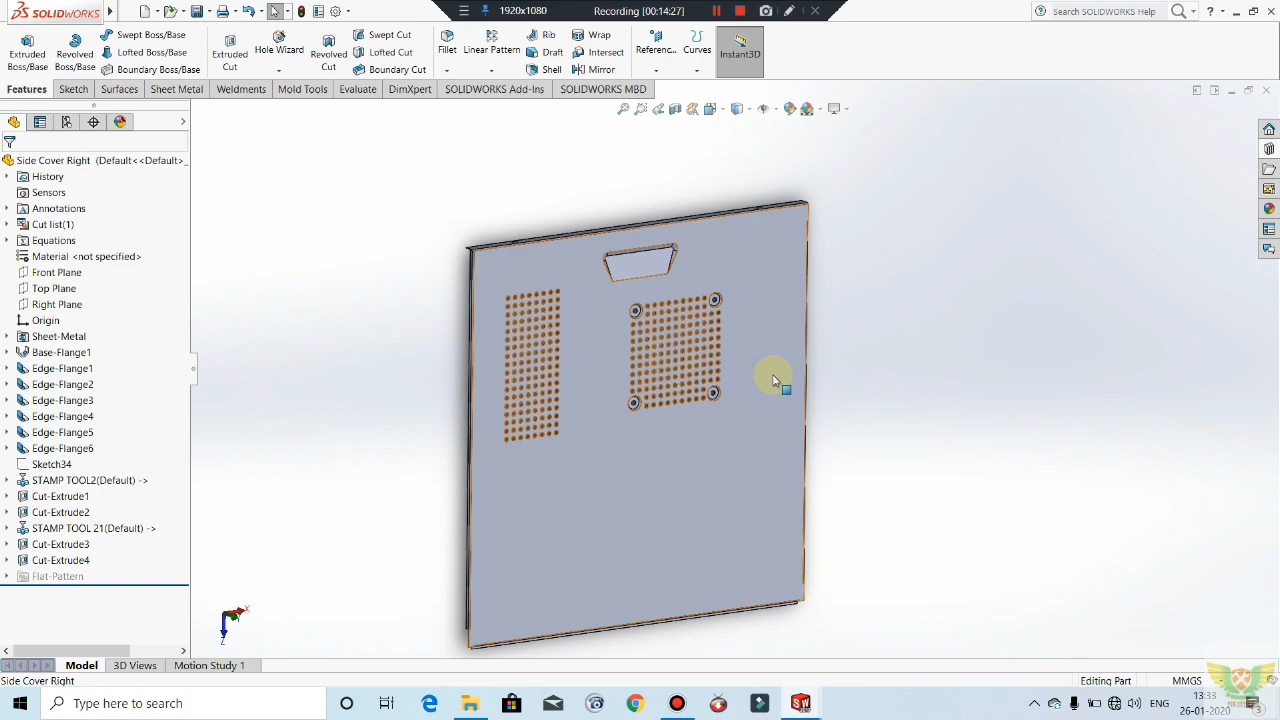 SOLIDWORKS
1920x1080
Recording [00:14:27]
Search SOLIDWORKS Help
Extruded Boss/Base
Revolved Boss/Base
Swept Boss/Base
Lofted Boss/Base
Boundary Boss/Base
Extruded Cut
Hole Wizard
Revolved Cut
Swept Cut
Lofted Cut
Boundary Cut
Fillet
Linear Pattern
Rib
Draft
Shell
Wrap
Intersect
Mirror
Referenc...
Curves
Instant3D
Features
Sketch
Surfaces
Sheet Metal
Weldments
Mold Tools
Evaluate
DimXpert
SOLIDWORKS Add-Ins
SOLIDWORKS MBD
Side Cover Right (Default<<Default>_
History
Sensors
Annotations
Cut list(1)
Equations
Material <not specified>
Front Plane
Top Plane
Right Plane
Origin
Sheet-Metal
Base-Flange1
Edge-Flange1
Edge-Flange2
Edge-Flange3
Edge-Flange4
Edge-Flange5
Edge-Flange6
Sketch34
STAMP TOOL2(Default) ->
Cut-Extrude1
Cut-Extrude2
STAMP TOOL 21(Default) ->
Cut-Extrude3
Cut-Extrude4
Flat-Pattern
X
Z
Model
3D Views
Motion Study 1
Side Cover Right
Editing Part
MMGS
Type here to search
SW
ENG
13:33
26-01-2020
3